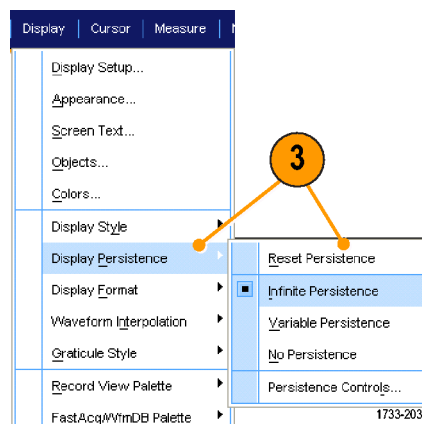 Display Cursor Measure
Display Setup...
Appearance...
Screen Text...
Objects...
Colors...
3
Display Style
Display Persistence
Reset Persistence
Display Format
Infinite Persistence
Waveform Interpolation
Variable Persistence
Graticule Style
No Persistence
Record View Palette
Persistence Controls...
FastAcq/WfmDB Palette
1733-203